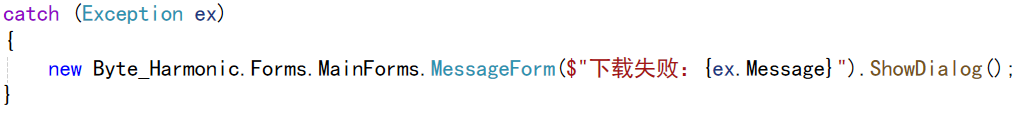 catch (Exception ex)
{
new Byte_Harmonic.Forms.MainForms.MessageForm($"下载失败: {ex.Message}").ShowDialog();
}